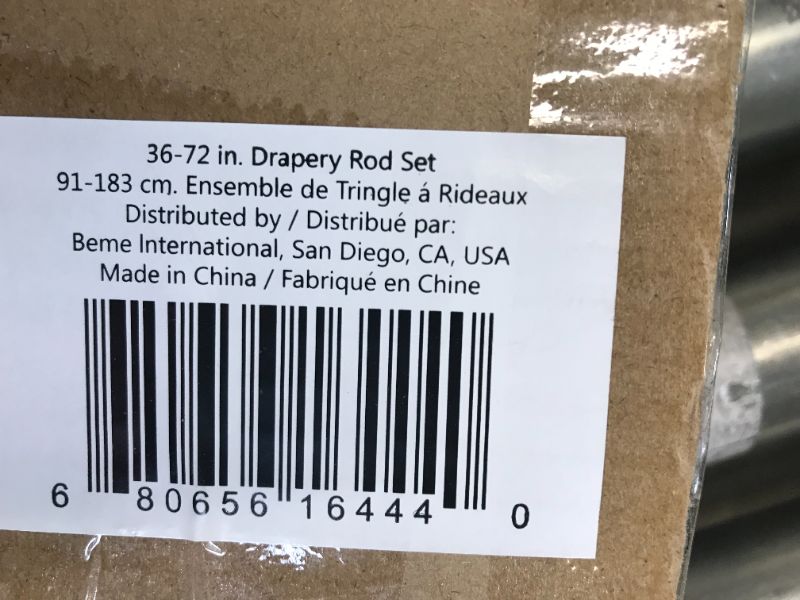 36-72 in. Drapery Rod Set
91-183 cm. Ensemble de Tringle á Rideaux
Distributed by / Distribué par:
Beme International, San Diego, CA, USA
Made in China / Fabriqué en Chine
6 80656 16444 0